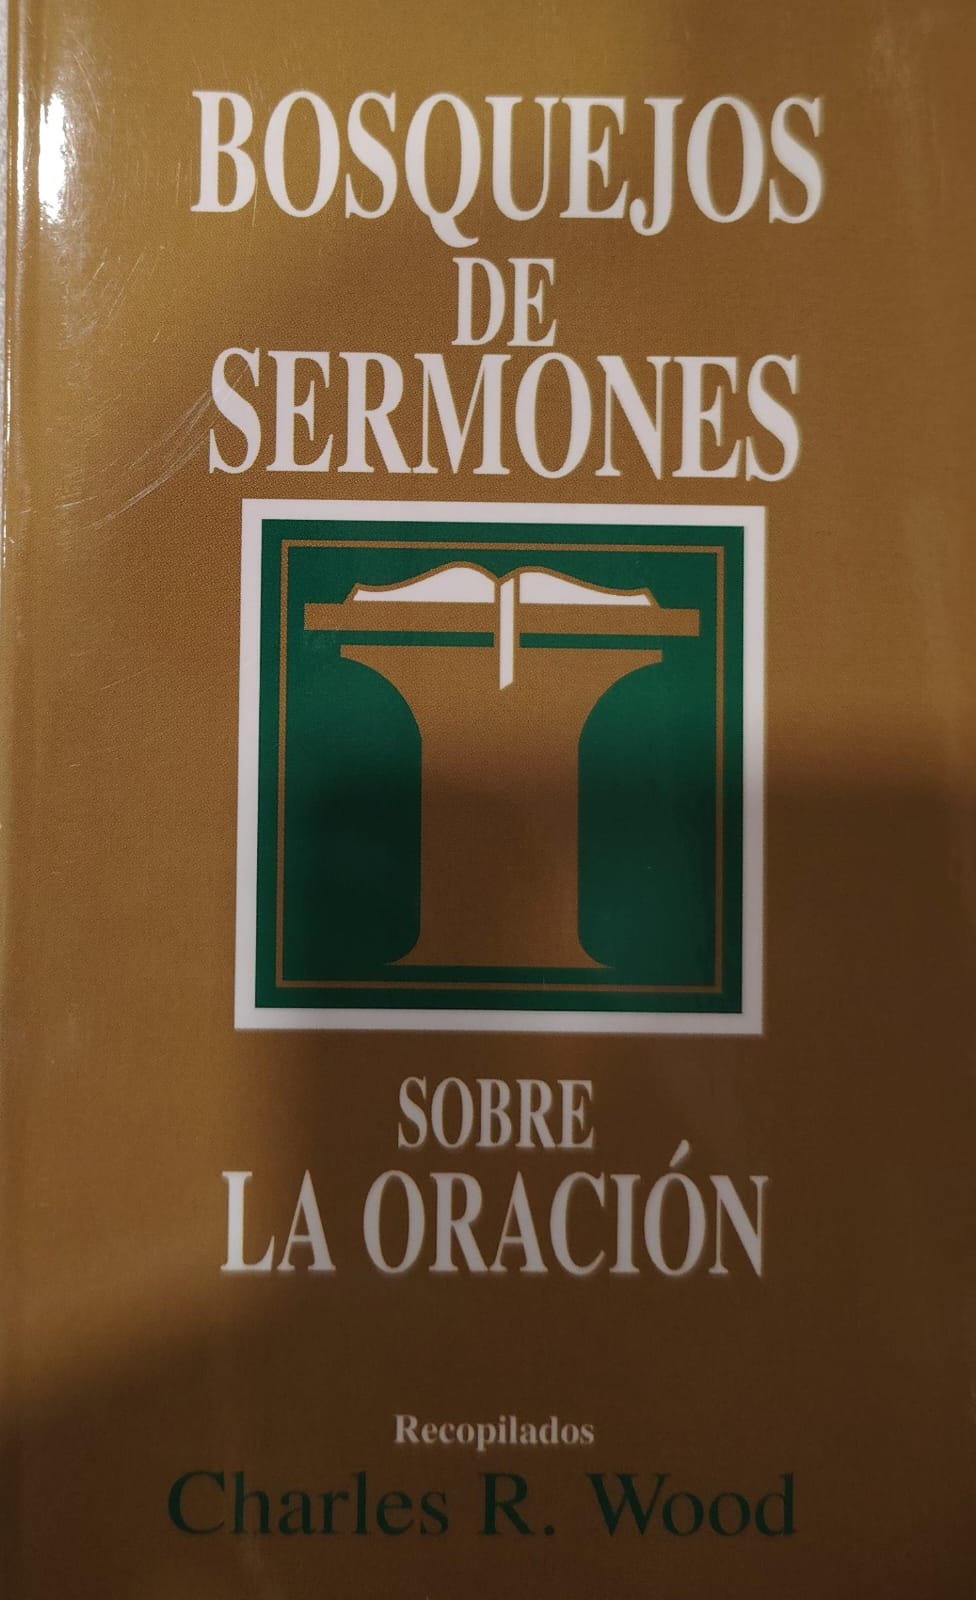 BOSQUEJOS
DE
SERMONES
SOBRE
LA ORACIÓN
Recopilados
Charles R. Wood